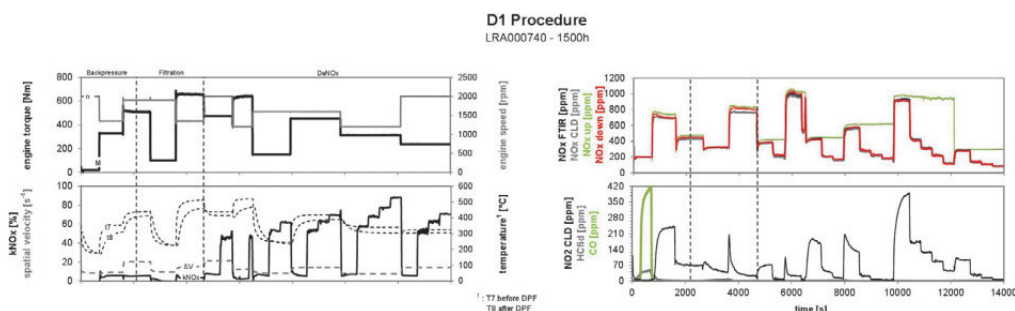 D1 Procedure
LRA000740 - 1500h
Backpressure
Filtration
DeNOx
engine torque [Nm]
800
600
400
200
0
n
M
2500
2000
1500
1000
500
0
engine speed [rpm]
kNOx [%]
spatial velocity [s-1]
100
80
60
40
20
0
t7
t8
SV
kNOx
600
500
400
300
200
100
0
temperature¹ [°C]
¹ : T7 before DPF
T8 after DPF
NOx FTIR [ppm]
NOx CLD [ppm]
NOx up [ppm]
NOx down [ppm]
1200
1000
800
600
400
200
0
NO2 CLD [ppm]
HCfid [ppm]
CO [ppm]
420
350
280
210
140
70
0
0 2000 4000 6000 8000 10000 12000 14000
time [s]